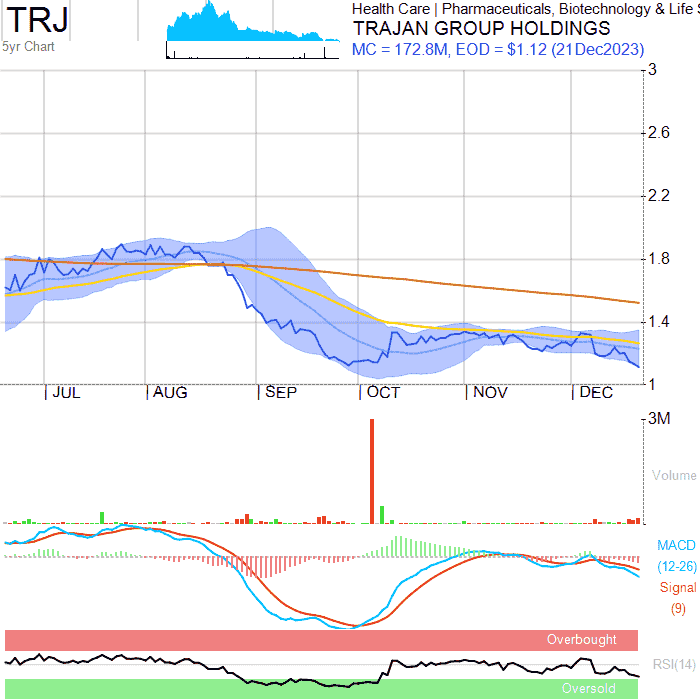 TRJ
5yr Chart
Health Care | Pharmaceuticals, Biotechnology & Life S
TRAJAN GROUP HOLDINGS
MC = 172.8M, EOD = $1.12 (21Dec2023)
3
2.6
2.2
1.8
1.4
1
JUL AUG SEP OCT NOV DEC
3M
Volume
MACD
(12-26)
Signal
(9)
Overbought
RSI(14)
Oversold